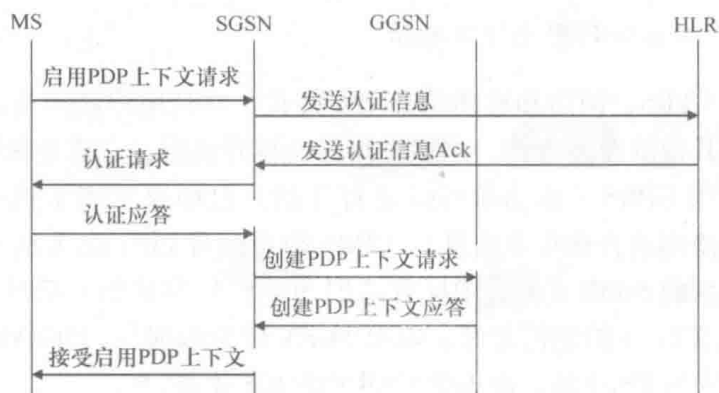 MS SGSN GGSN HLR
启用PDP上下文请求
发送认证信息
发送认证信息Ack
认证请求
认证应答
创建PDP上下文请求
创建PDP上下文应答
接受启用PDP上下文